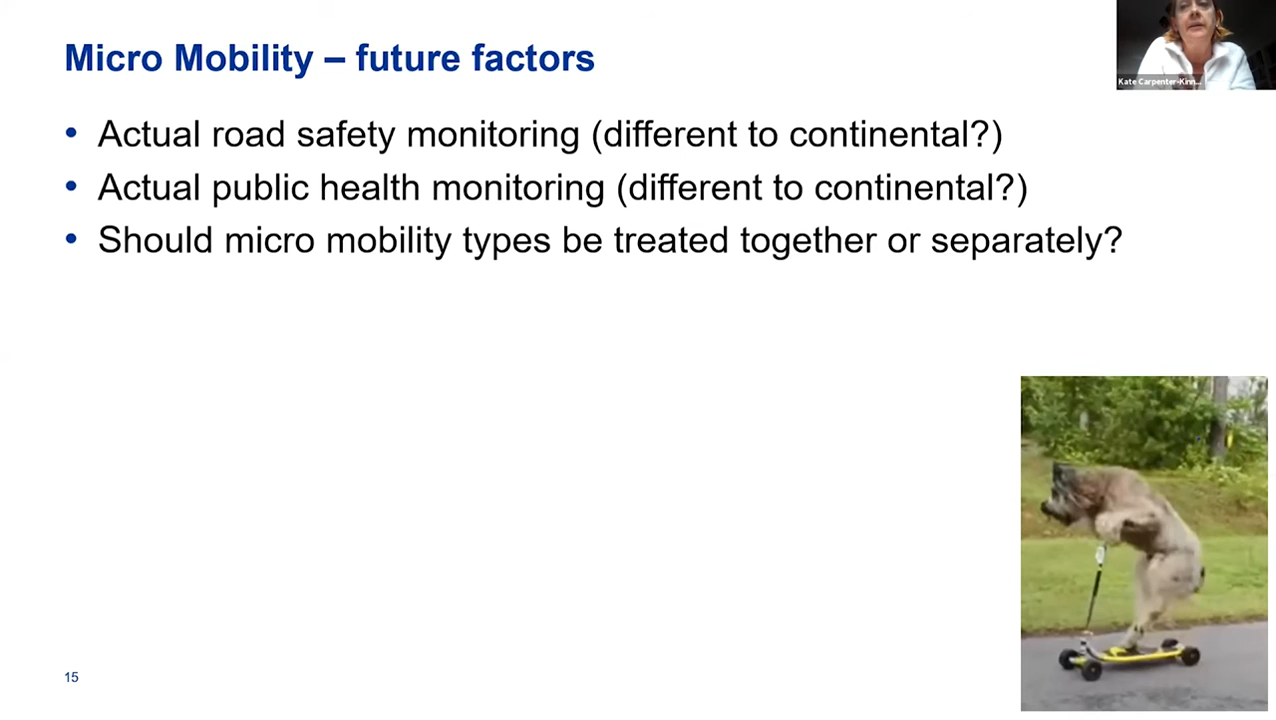 Micro Mobility – future factors
• Actual road safety monitoring (different to continental?)
• Actual public health monitoring (different to continental?)
• Should micro mobility types be treated together or separately?
15
Kate Carpenter-Kinn...